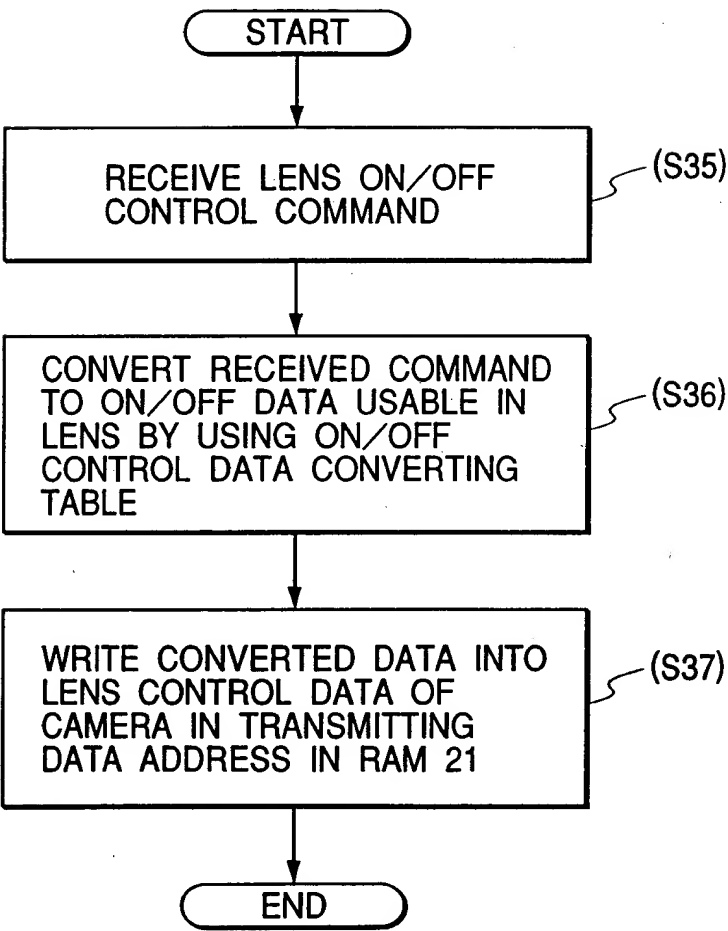 START
RECEIVE LENS ON/OFF
CONTROL COMMAND
(S35)
CONVERT RECEIVED COMMAND
TO ON/OFF DATA USABLE IN
LENS BY USING ON/OFF
CONTROL DATA CONVERTING
TABLE
(S36)
WRITE CONVERTED DATA INTO
LENS CONTROL DATA OF
CAMERA IN TRANSMITTING
DATA ADDRESS IN RAM 21
(S37)
END